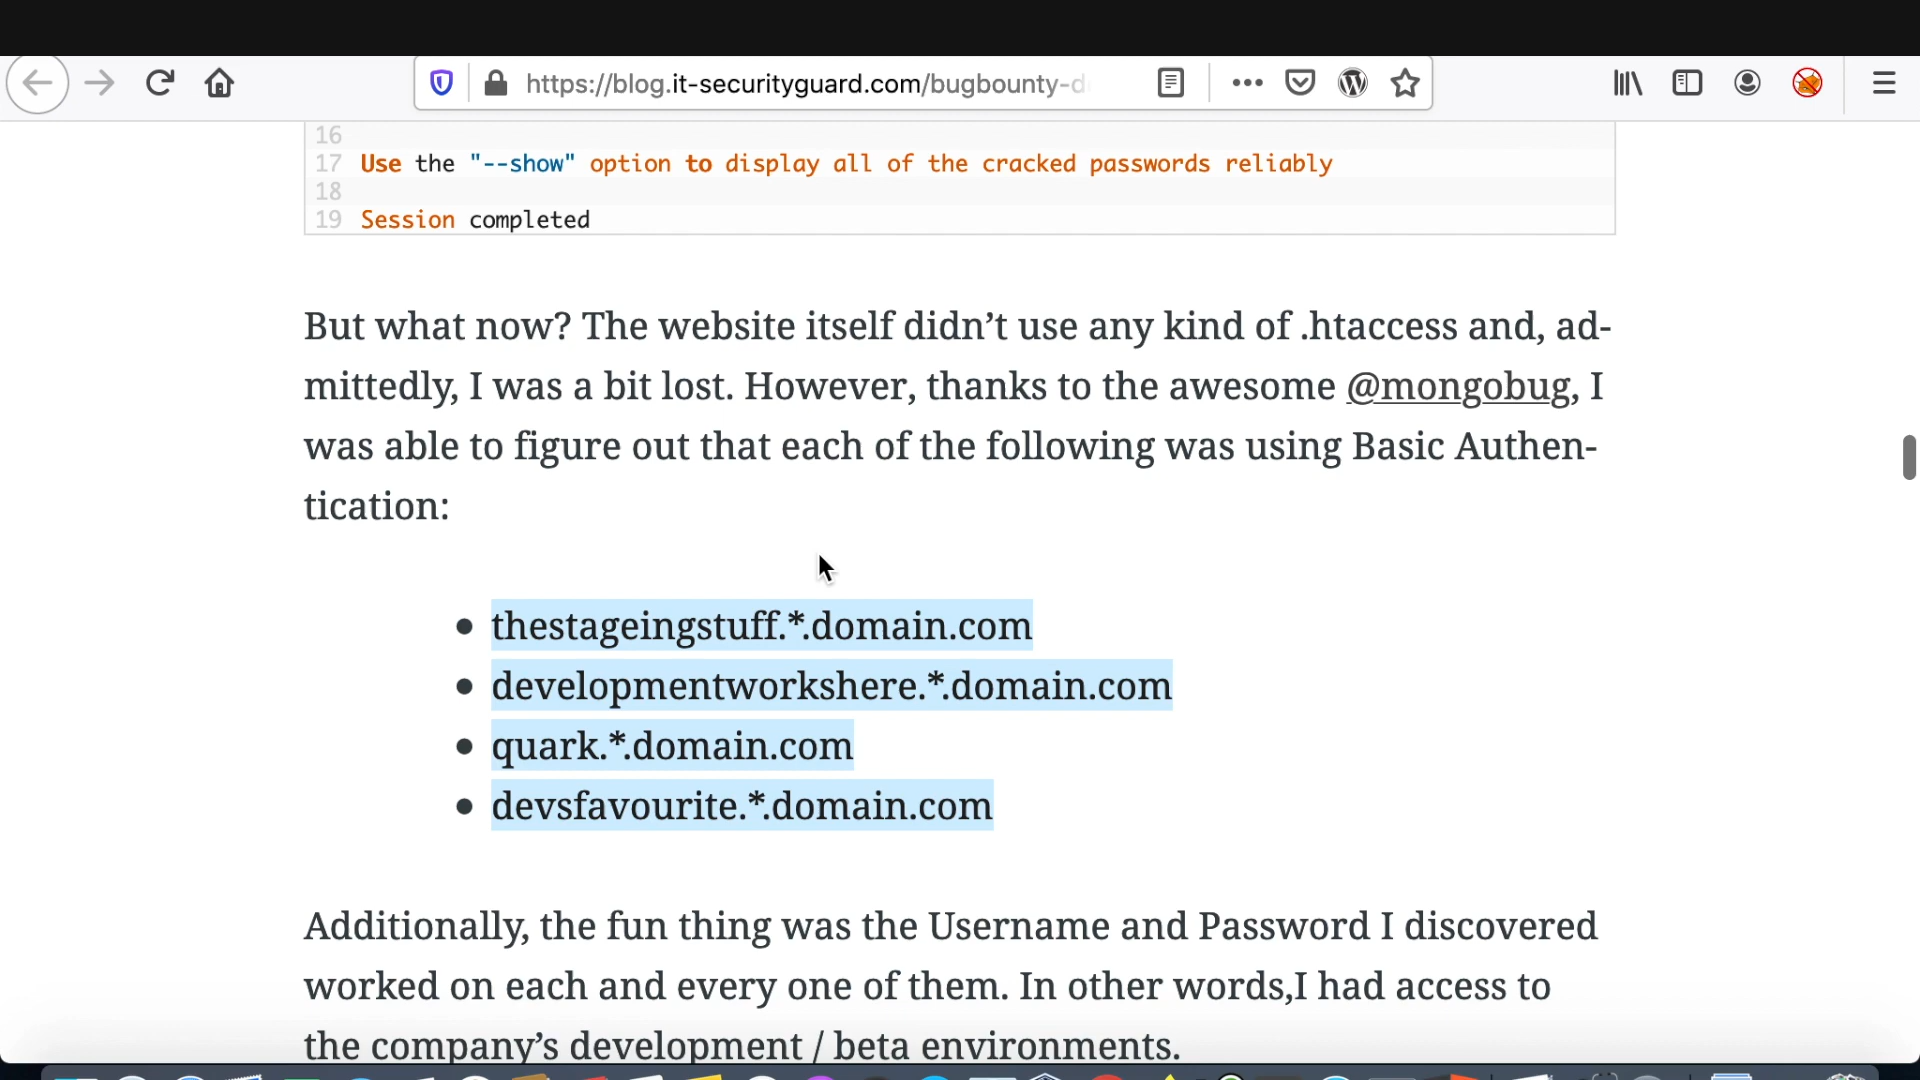 https://blog.it-securityguard.com/bugbounty-d
16
17 Use the "--show" option to display all of the cracked passwords reliably
18
19 Session completed
But what now? The website itself didn’t use any kind of .htaccess and, ad-
mittedly, I was a bit lost. However, thanks to the awesome @mongobug, I
was able to figure out that each of the following was using Basic Authen-
tication:
• thestageingstuff.*.domain.com
• developmentworkshere.*.domain.com
• quark.*.domain.com
• devsfavourite.*.domain.com
Additionally, the fun thing was the Username and Password I discovered
worked on each and every one of them. In other words,I had access to
the company’s development / beta environments.